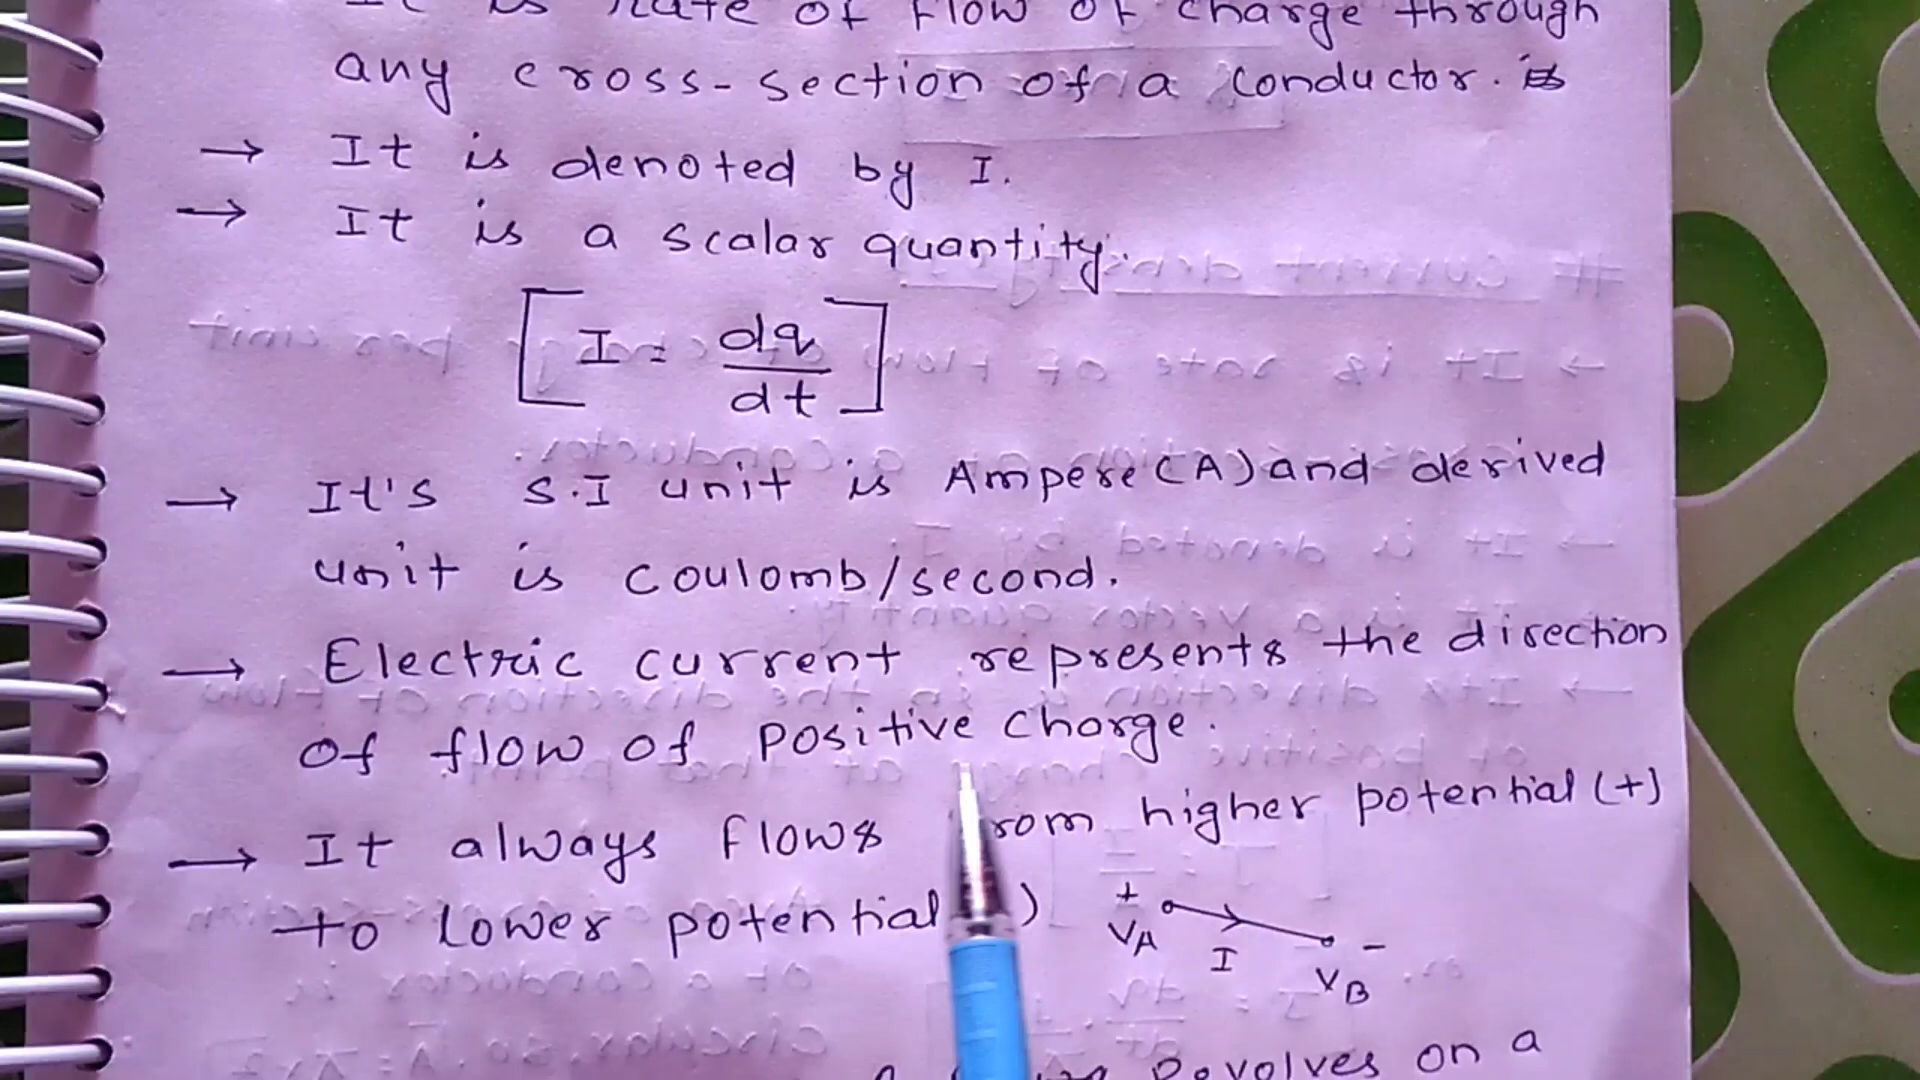 It is rate of flow of charge through
any cross-section of a conductor.
→ It is denoted by I.
→ It is a scalar quantity.
[I = dq/dt]
→ It's S.I unit is Ampere (A) and derived
unit is coulomb/second.
→ Electric current represents the direction
of flow of positive charge.
→ It always flows from higher potential (+)
to lower potential )
+ VA I VB -
Revolves on a